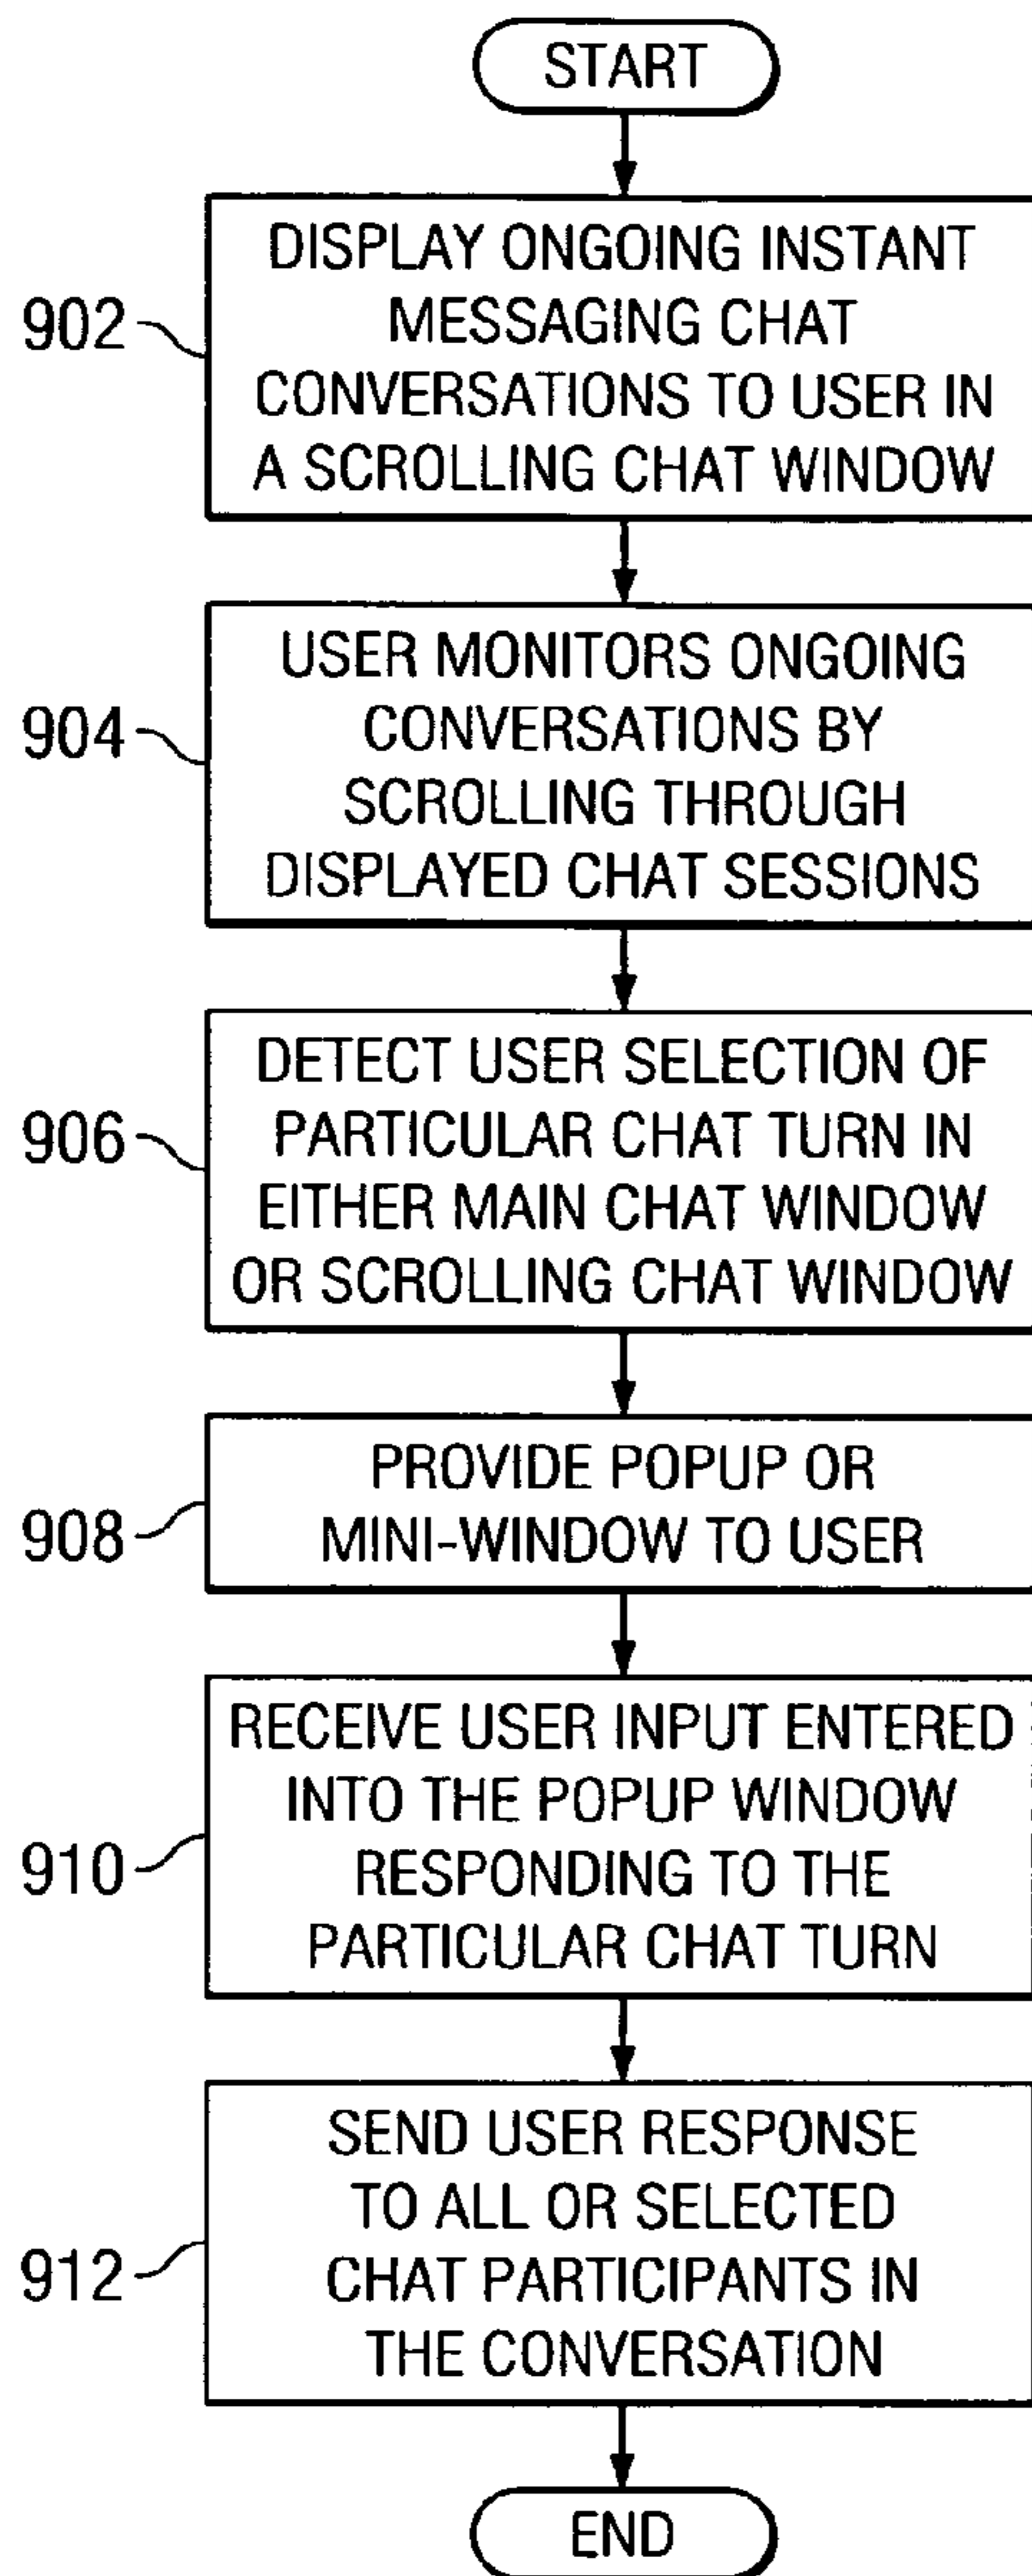 START
902
DISPLAY ONGOING INSTANT
MESSAGING CHAT
CONVERSATIONS TO USER IN
A SCROLLING CHAT WINDOW
904
USER MONITORS ONGOING
CONVERSATIONS BY
SCROLLING THROUGH
DISPLAYED CHAT SESSIONS
906
DETECT USER SELECTION OF
PARTICULAR CHAT TURN IN
EITHER MAIN CHAT WINDOW
OR SCROLLING CHAT WINDOW
908
PROVIDE POPUP OR
MINI-WINDOW TO USER
910
RECEIVE USER INPUT ENTERED
INTO THE POPUP WINDOW
RESPONDING TO THE
PARTICULAR CHAT TURN
912
SEND USER RESPONSE
TO ALL OR SELECTED
CHAT PARTICIPANTS IN
THE CONVERSATION
END